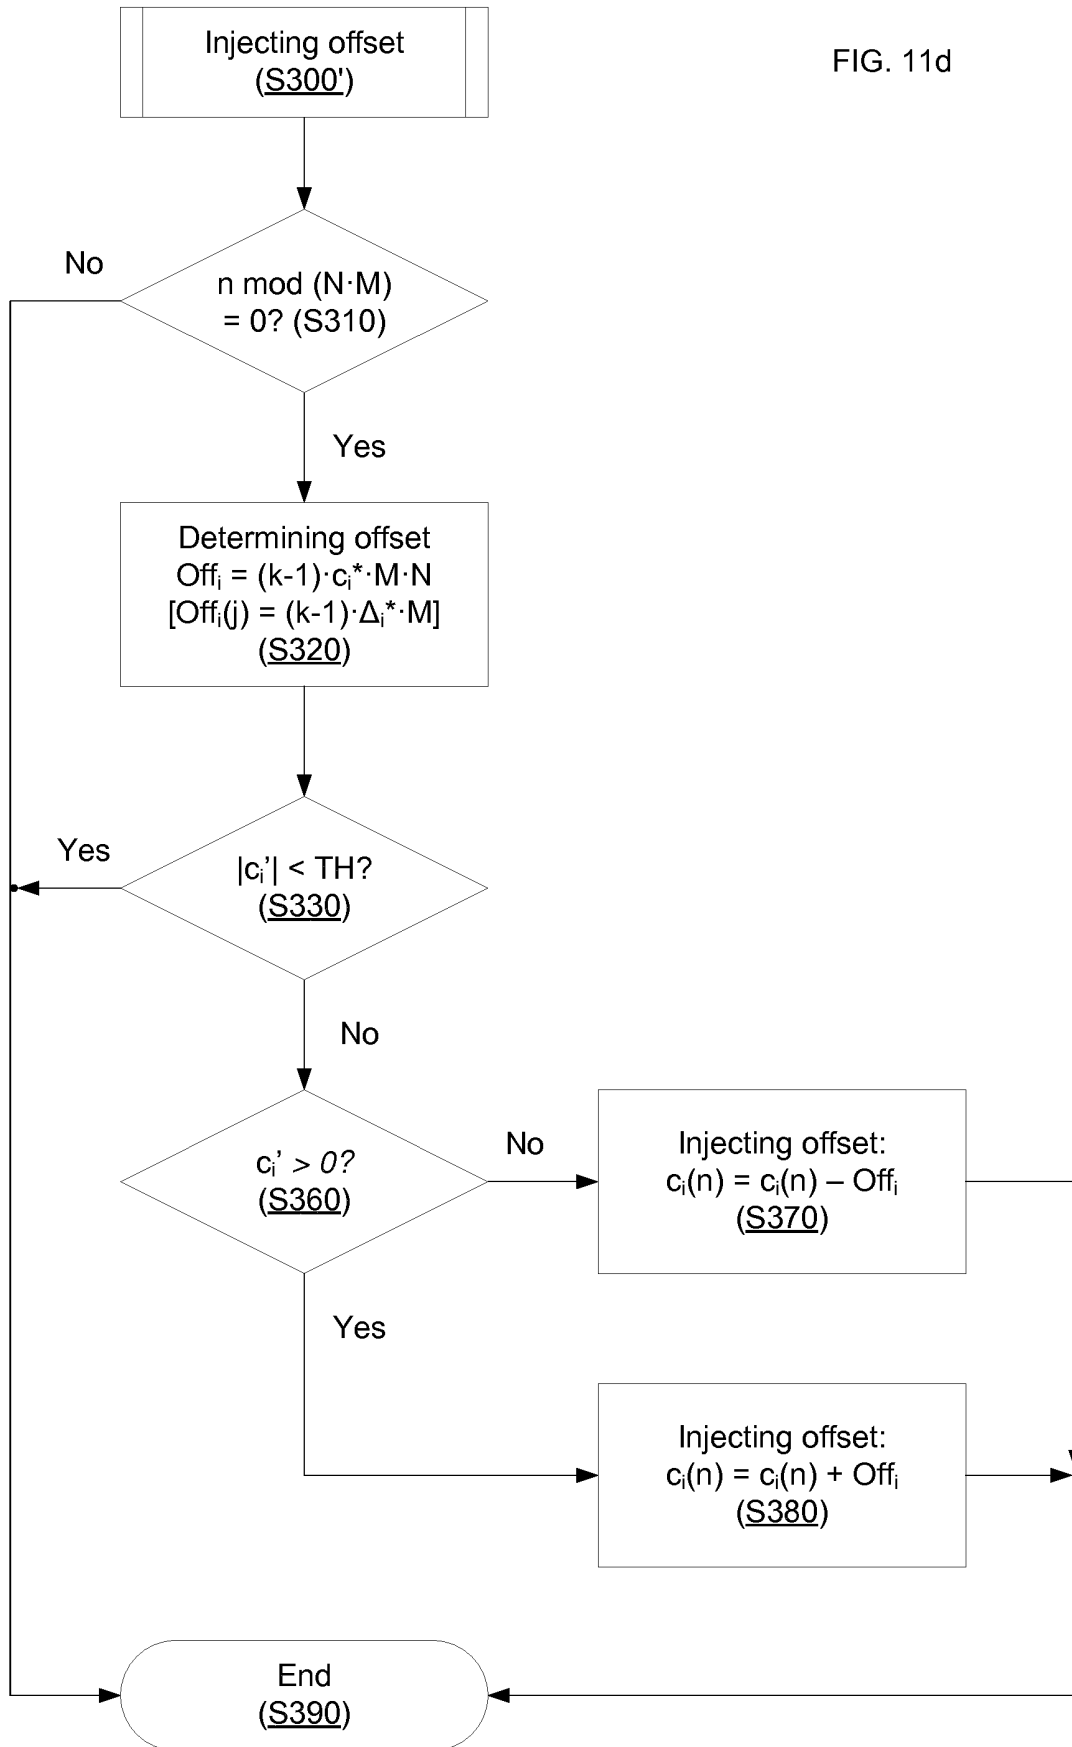 Injecting offset
(S300')
FIG. 11d
No
n mod (N·M)
= 0? (S310)
Yes
Determining offset
Offᵢ = (k-1)·cᵢ*·M·N
[Offᵢ(j) = (k-1)·Δᵢ*·M]
(S320)
Yes
|cᵢ’| < TH?
(S330)
No
cᵢ’ > 0?
(S360)
No
Injecting offset:
cᵢ(n) = cᵢ(n) – Offᵢ
(S370)
Yes
Injecting offset:
cᵢ(n) = cᵢ(n) + Offᵢ
(S380)
End
(S390)